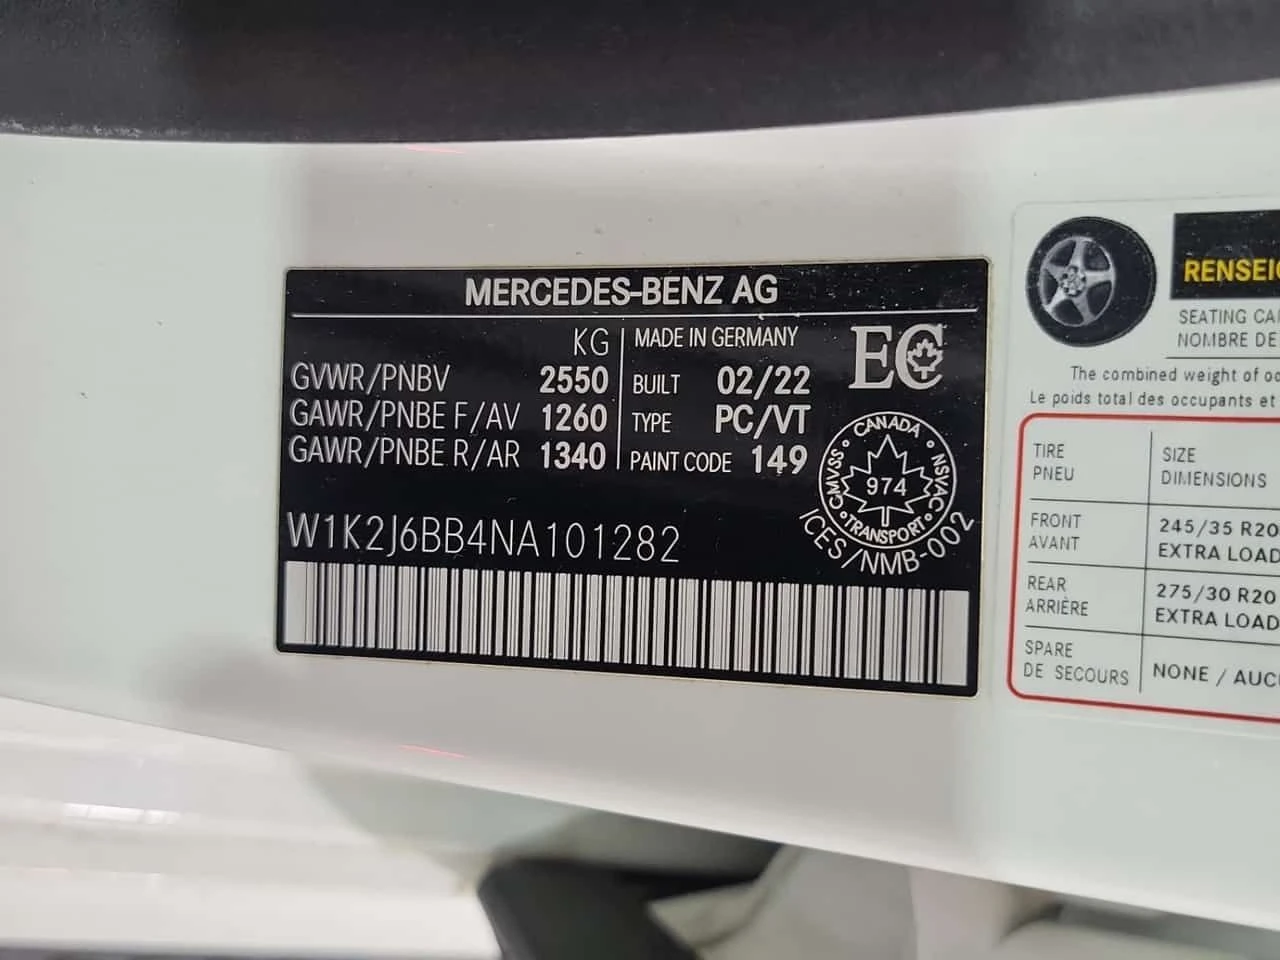 MERCEDES-BENZ AG
KG
GVWR/PNBV 2550
GAWR/PNBE F/AV 1260
GAWR/PNBE R/AR 1340
MADE IN GERMANY
BUILT 02/22
TYPE PC/VT
PAINT CODE 149
EC
CANADA
CMVSS NSVAC
974
TRANSPORT
ICES/NMB-002
W1K2J6BB4NA101282
RENSEIG
SEATING CA
NOMBRE DE
The combined weight of oc
Le poids total des occupants et
TIRE SIZE
PNEU DIMENSIONS
FRONT 245/35 R20
AVANT EXTRA LOAD
REAR 275/30 R20
ARRIÈRE EXTRA LOAD
SPARE
DE SECOURS NONE / AUCU